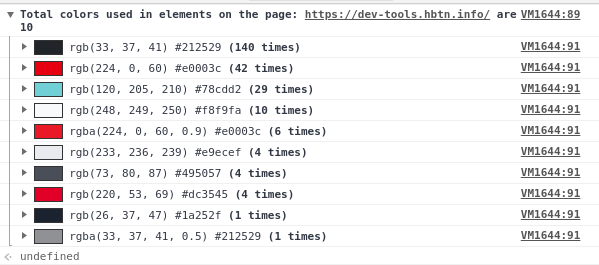 Total colors used in elements on the page: https://dev-tools.hbtn.info/ are VM1644:89
10
rgb(33, 37, 41) #212529 (140 times) VM1644:91
rgb(224, 0, 60) #e0003c (42 times) VM1644:91
rgb(120, 205, 210) #78cdd2 (29 times) VM1644:91
rgb(248, 249, 250) #f8f9fa (10 times) VM1644:91
rgba(224, 0, 60, 0.9) #e0003c (6 times) VM1644:91
rgb(233, 236, 239) #e9ecef (4 times) VM1644:91
rgb(73, 80, 87) #495057 (4 times) VM1644:91
rgb(220, 53, 69) #dc3545 (4 times) VM1644:91
rgb(26, 37, 47) #1a252f (1 times) VM1644:91
rgba(33, 37, 41, 0.5) #212529 (1 times) VM1644:91
undefined